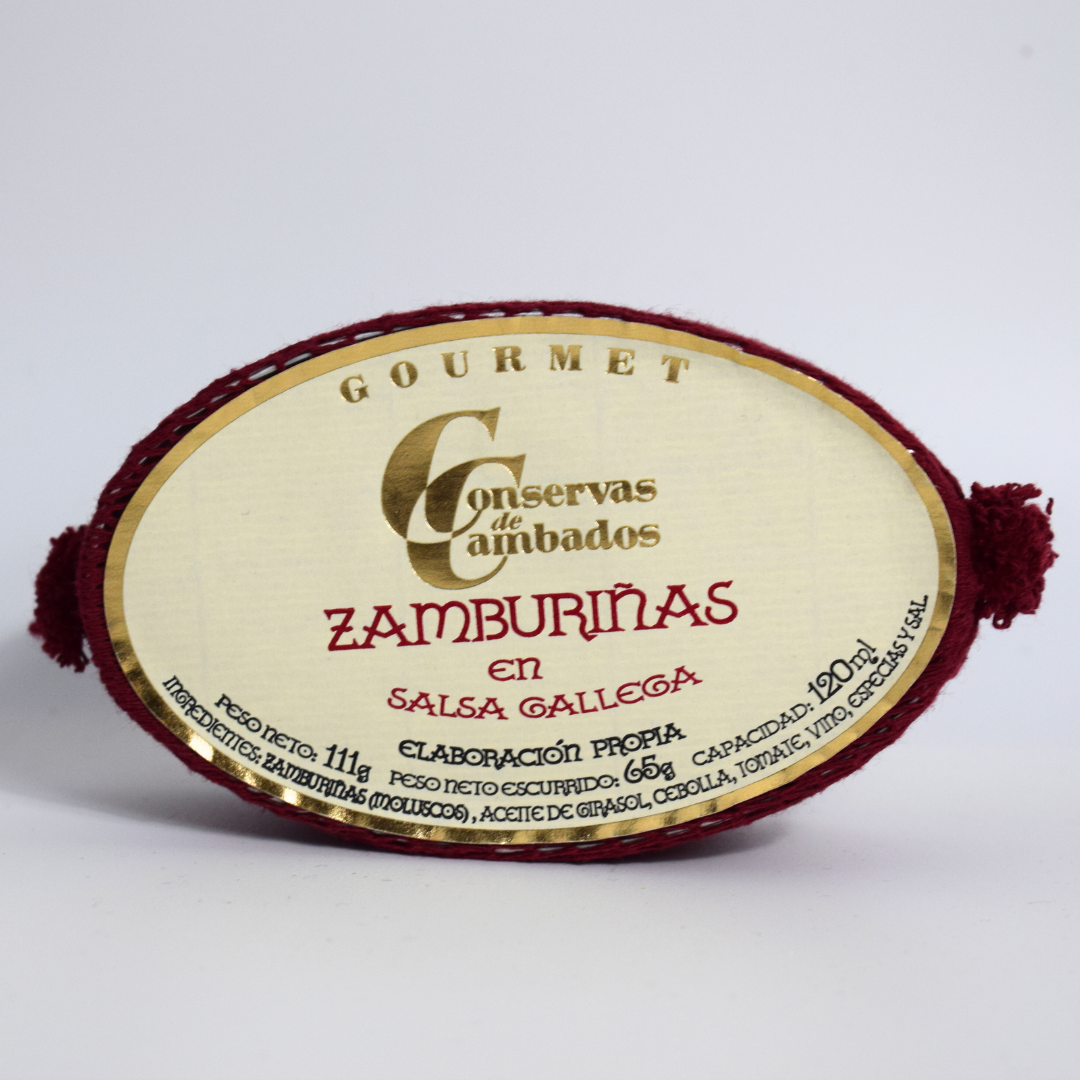 GOURMET
Conservas
de
Cambados
ZAMBURIÑAS
EN
SALSA GALLEGA
ELABORACIÓN PROPIA
PESO NETO: 111g PESO NETO ESCURRIDO: 65g CAPACIDAD: 120ml
INGREDIENTES: ZAMBURIÑAS (MOLUSCOS), ACEITE DE GIRASOL, CEBOLLA, TOMATE, VINO, ESPECIAS Y SAL